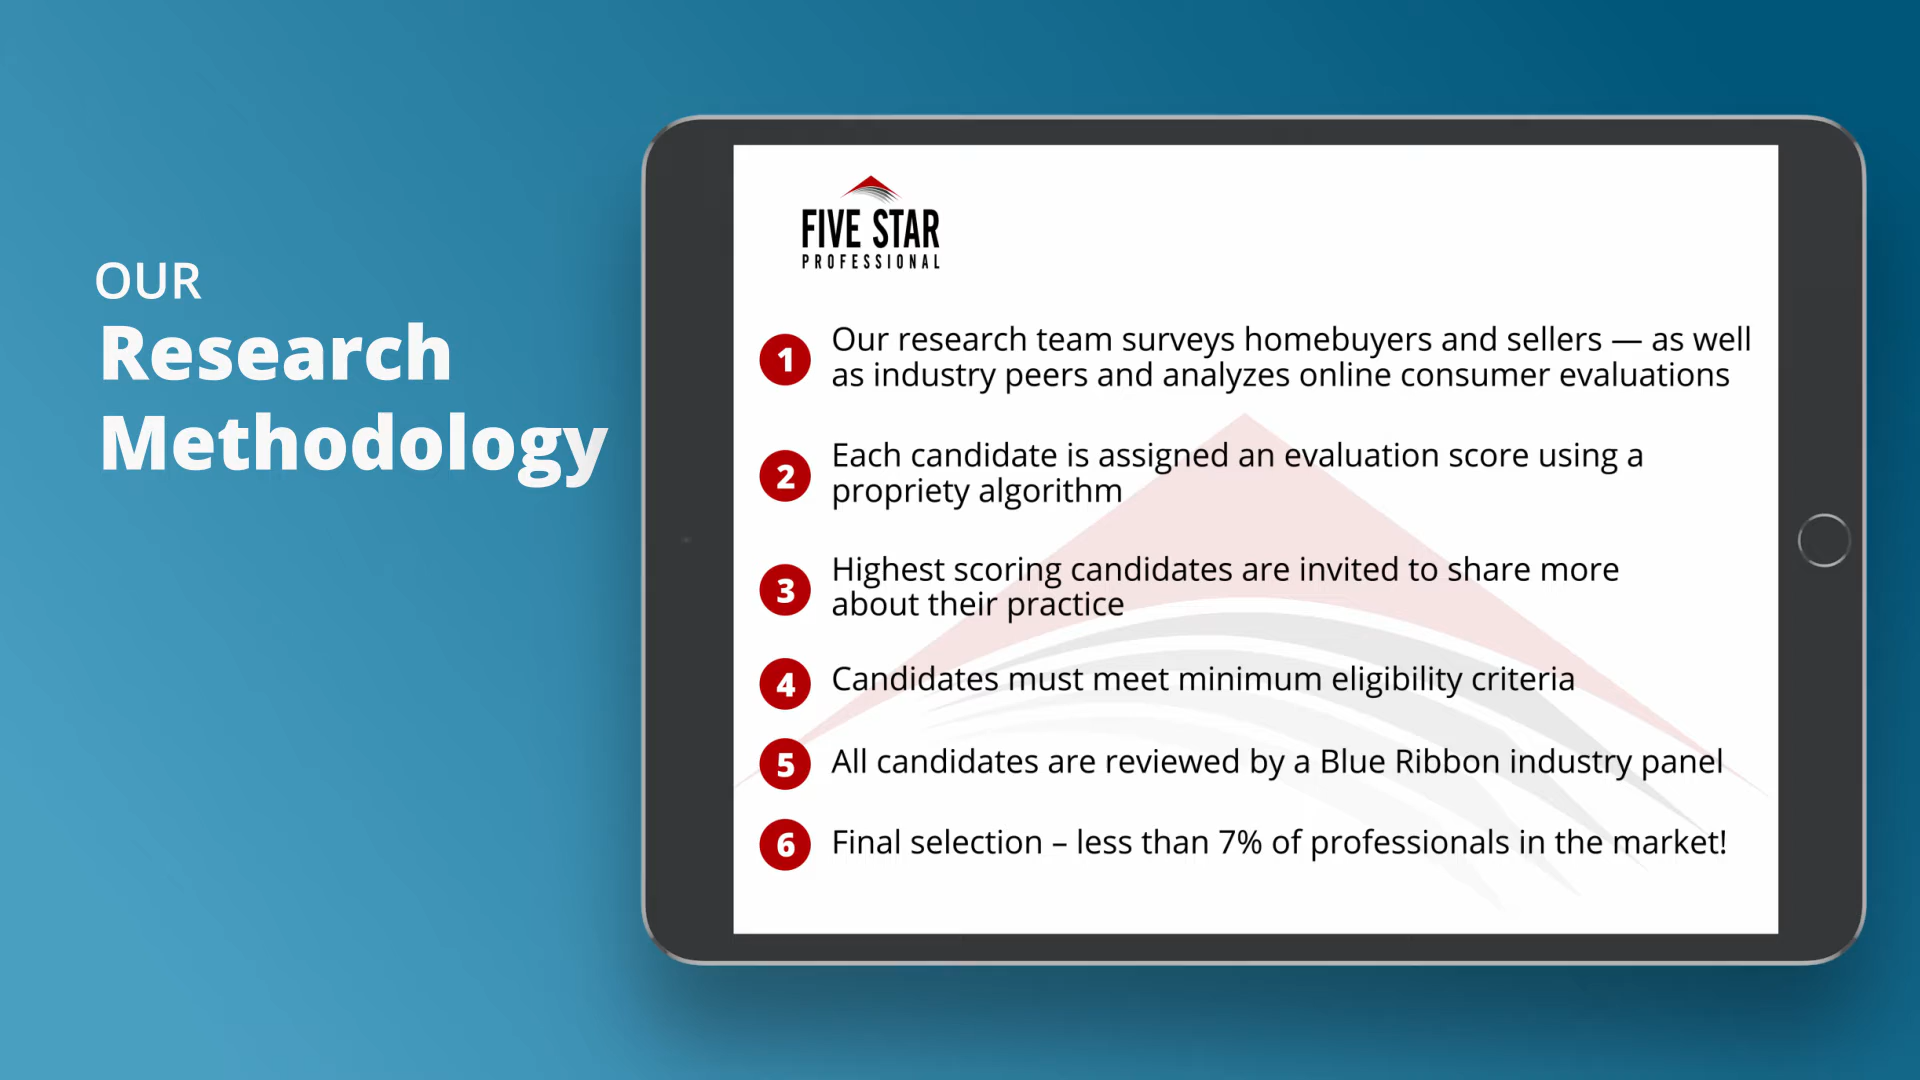 OUR
Research
Methodology
FIVE STAR
PROFESSIONAL
1 Our research team surveys homebuyers and sellers — as well
as industry peers and analyzes online consumer evaluations
2 Each candidate is assigned an evaluation score using a
propriety algorithm
3 Highest scoring candidates are invited to share more
about their practice
4 Candidates must meet minimum eligibility criteria
5 All candidates are reviewed by a Blue Ribbon industry panel
6 Final selection – less than 7% of professionals in the market!